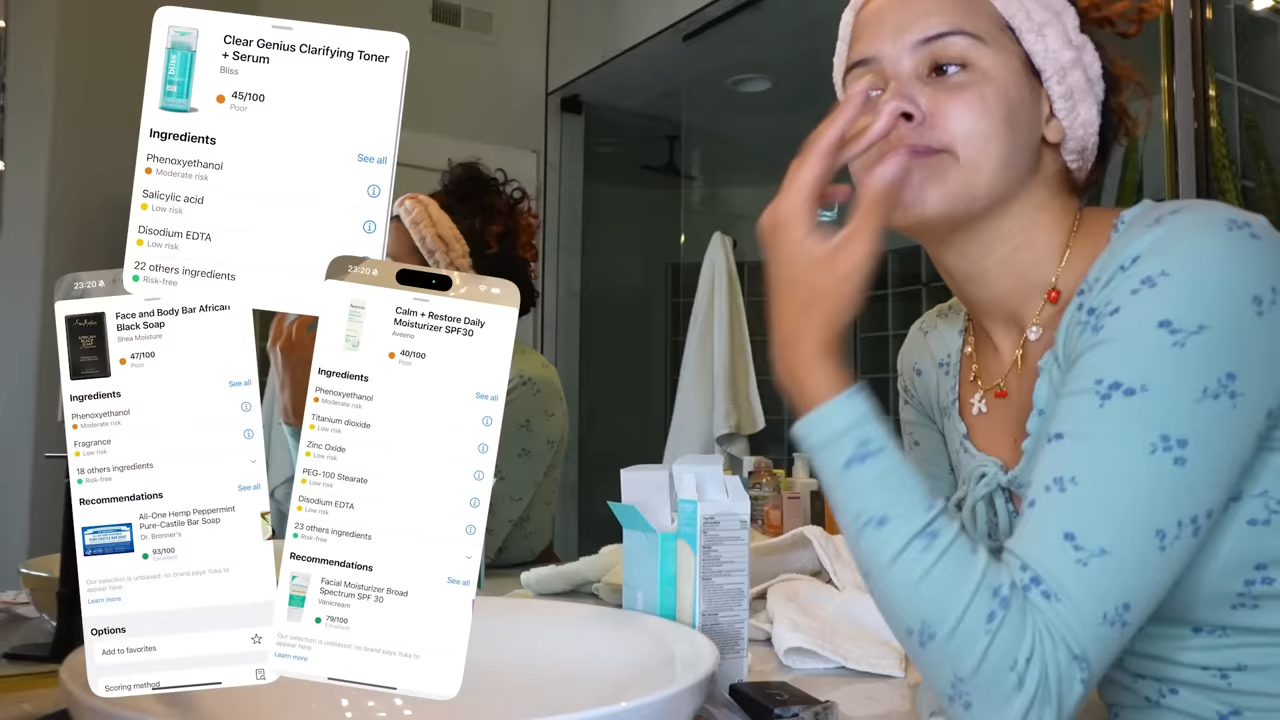 Clear Genius Clarifying Toner
+ Serum
Bliss
bliss
45/100
Poor
Ingredients
See all
Phenoxyethanol
Moderate risk
Salicylic acid
Low risk
Disodium EDTA
Low risk
22 others ingredients
Risk-free
23:20
Face and Body Bar African
Black Soap
Shea Moisture
47/100
Poor
Ingredients
See all
Phenoxyethanol
Moderate risk
Fragrance
Low risk
18 others ingredients
Risk-free
Recommendations
See all
All-One Hemp Peppermint
Pure-Castile Bar Soap
Dr. Bronner's
93/100
Excellent
Our selection is unbiased: no brand pays Yuka to
appear here.
Learn more
Options
Add to favorites
Scoring method
23:20
Calm + Restore Daily
Moisturizer SPF30
Aveeno
40/100
Poor
Ingredients
See all
Phenoxyethanol
Moderate risk
Titanium dioxide
Low risk
Zinc Oxide
Low risk
PEG-100 Stearate
Low risk
Disodium EDTA
Low risk
23 others ingredients
Risk-free
Recommendations
See all
Facial Moisturizer Broad
Spectrum SPF 30
Vanicream
79/100
Excellent
Our selection is unbiased: no brand pays Yuka to
appear here.
Learn more